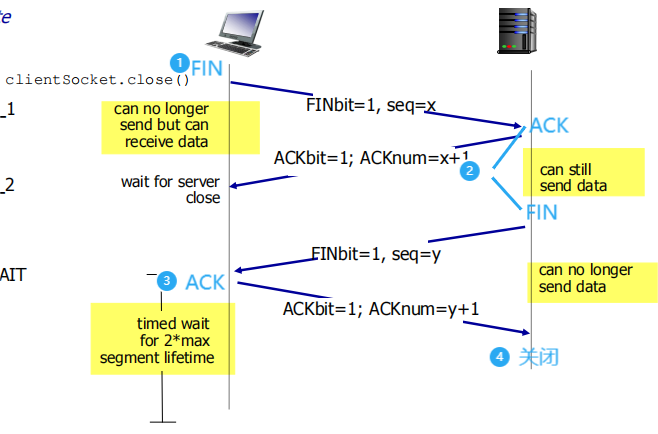 te
1 FIN
clientSocket.close()
FINbit=1, seq=x
_1
can no longer
send but can
receive data
ACK
ACKbit=1; ACKnum=x+1
2
can still
send data
_2
wait for server
close
FIN
FINbit=1, seq=y
can no longer
send data
AIT
3 ACK
ACKbit=1; ACKnum=y+1
timed wait
for 2*max
segment lifetime
4 关闭